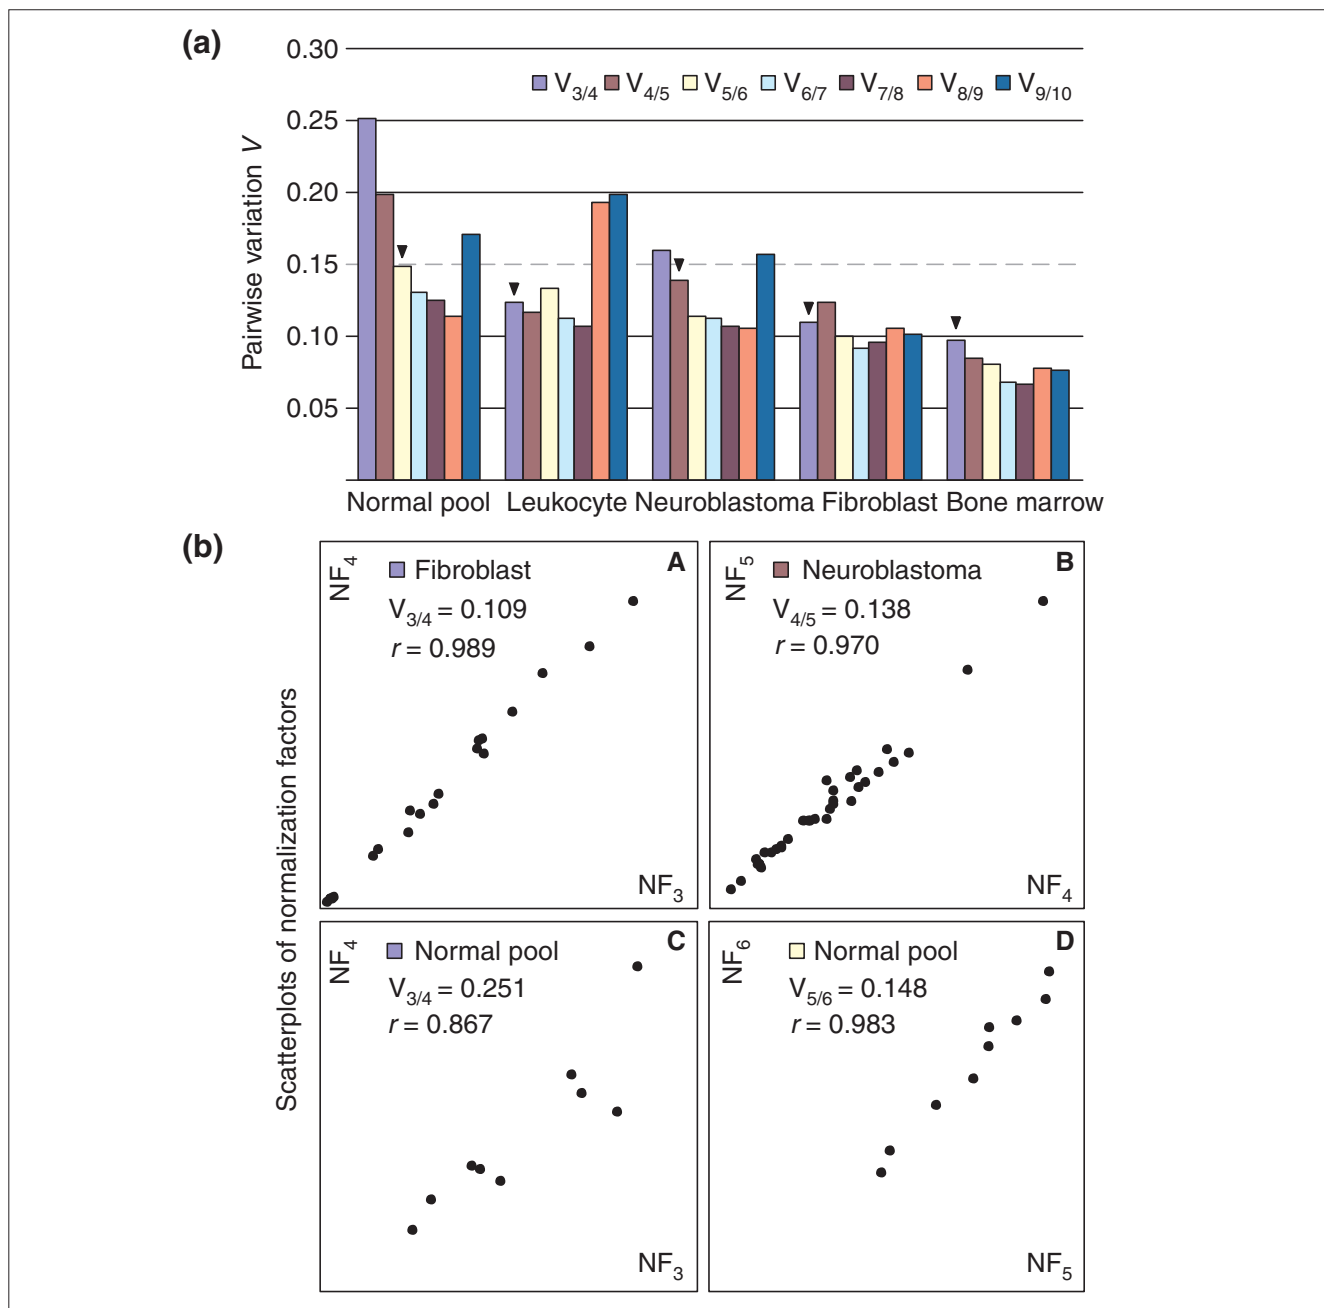 (a)
0.30
0.25
0.20
0.15
0.10
0.05
Pairwise variation V
V3/4 V4/5 V5/6 V6/7 V7/8 V8/9 V9/10
Normal pool Leukocyte Neuroblastoma Fibroblast Bone marrow
(b)
Scatterplots of normalization factors
NF4
Fibroblast
A
V3/4 = 0.109
r = 0.989
NF3
NF5
Neuroblastoma
B
V4/5 = 0.138
r = 0.970
NF4
NF4
Normal pool
C
V3/4 = 0.251
r = 0.867
NF3
NF6
Normal pool
D
V5/6 = 0.148
r = 0.983
NF5